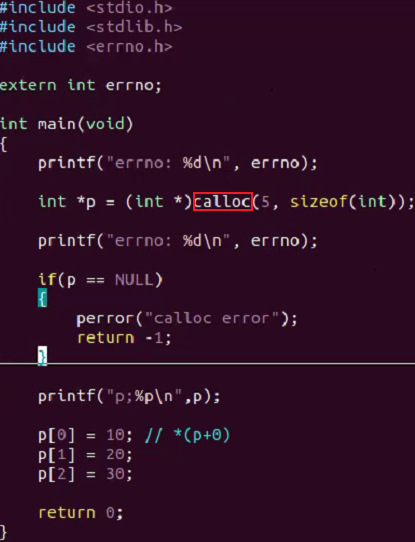 #include <stdio.h>
#include <stdlib.h>
#include <errno.h>
extern int errno;
int main(void)
{
printf("errno: %d\n", errno);
int *p = (int *)calloc(5, sizeof(int));
printf("errno: %d\n", errno);
if(p == NULL)
{
perror("calloc error");
return -1;
}
printf("p;%p\n",p);
p[0] = 10; // *(p+0)
p[1] = 20;
p[2] = 30;
return 0;
}